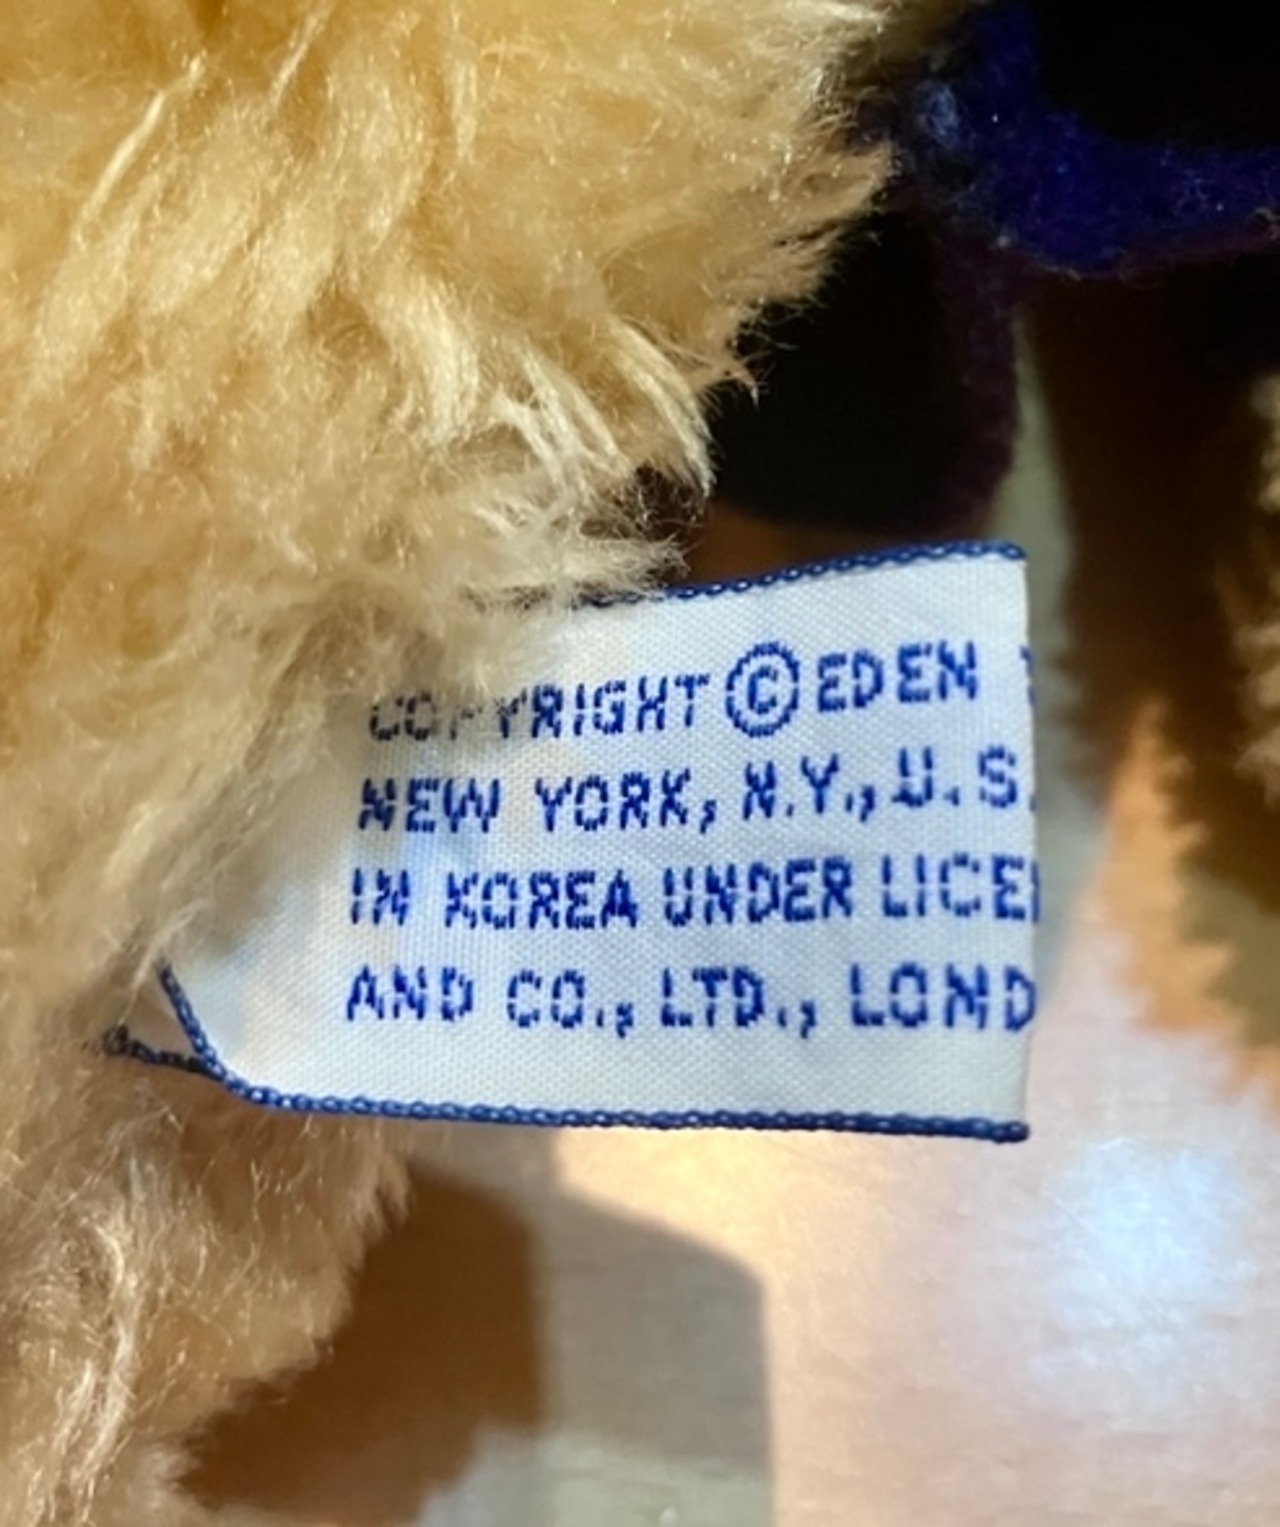 COPYRIGHT © EDEN
NEW YORK, N.Y., U.S.
IN KOREA UNDER LICE
AND CO., LTD., LOND